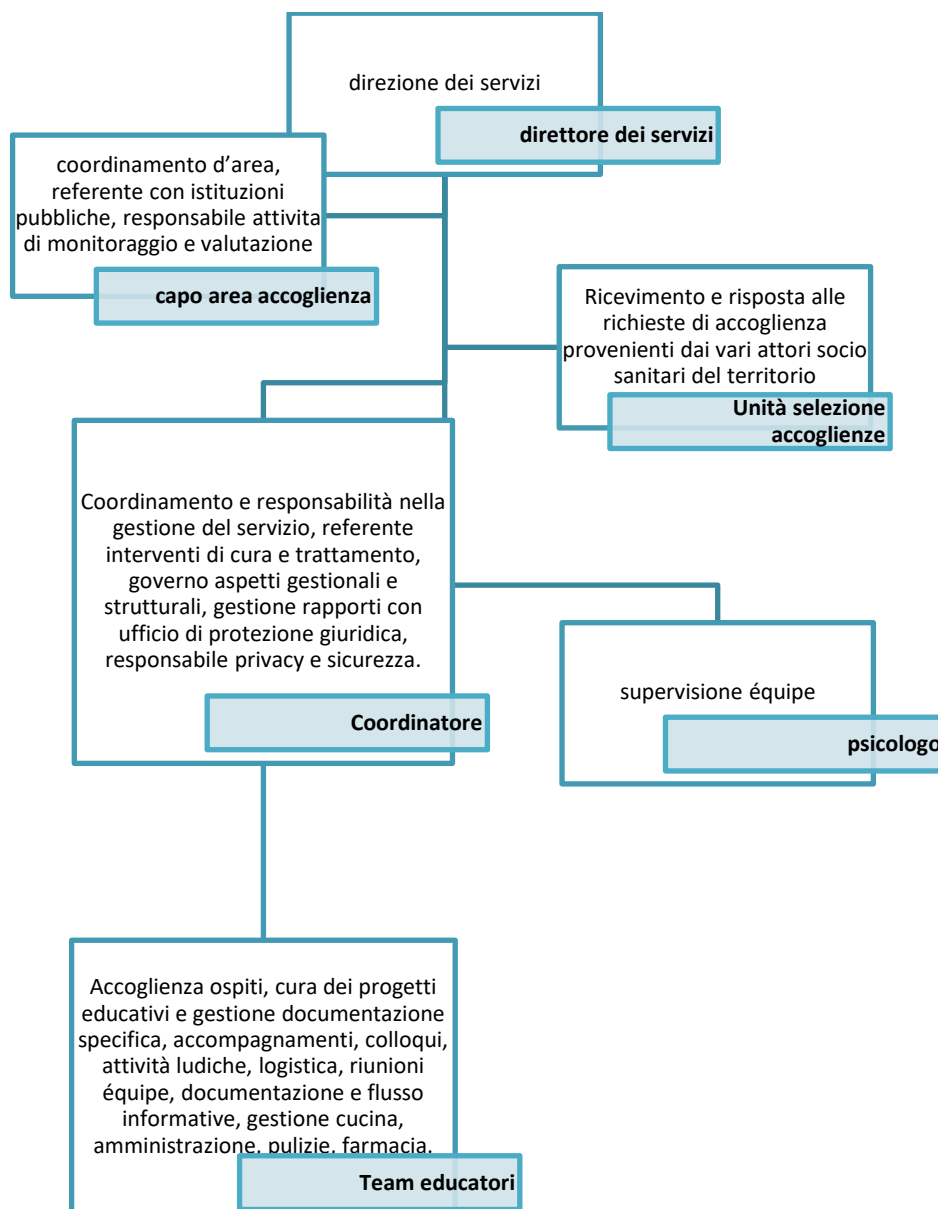 direzione dei servizi
direttore dei servizi
coordinamento d’area,
referente con istituzioni
pubbliche, responsabile attivita
di monitoraggio e valutazione
capo area accoglienza
Ricevimento e risposta alle
richieste di accoglienza
provenienti dai vari attori socio
sanitari del territorio
Unità selezione
accoglienze
Coordinamento e responsabilità nella
gestione del servizio, referente
interventi di cura e trattamento,
governo aspetti gestionali e
strutturali, gestione rapporti con
ufficio di protezione giuridica,
responsabile privacy e sicurezza.
Coordinatore
supervisione équipe
psicologo
Accoglienza ospiti, cura dei progetti
educativi e gestione documentazione
specifica, accompagnamenti, colloqui,
attività ludiche, logistica, riunioni
équipe, documentazione e flusso
informative, gestione cucina,
amministrazione, pulizie, farmacia.
Team educatori